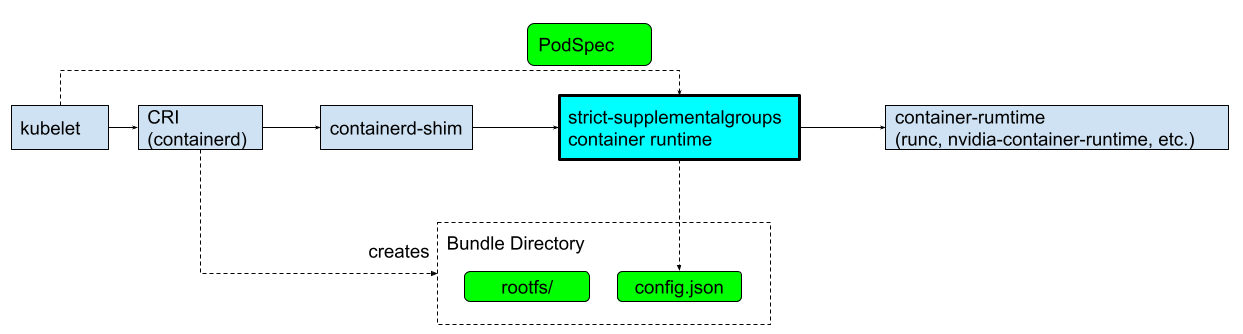 PodSpec
kubelet
CRI
(containerd)
containerd-shim
strict-supplementalgroups
container runtime
container-rumtime
(runc, nvidia-container-runtime, etc.)
creates
Bundle Directory
rootfs/
config.json